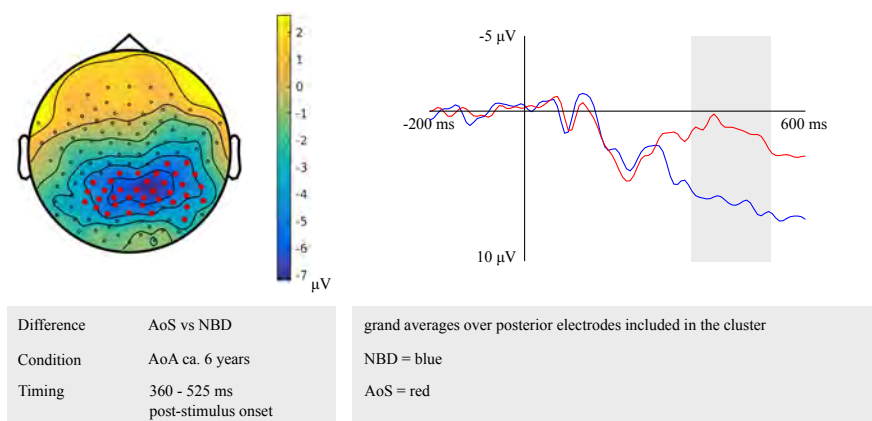 2
1
0
-1
-2
-3
-4
-5
-6
-7
μV
-5 μV
-200 ms
600 ms
10 μV
Difference AoS vs NBD
Condition AoA ca. 6 years
Timing 360 - 525 ms
post-stimulus onset
grand averages over posterior electrodes included in the cluster
NBD = blue
AoS = red